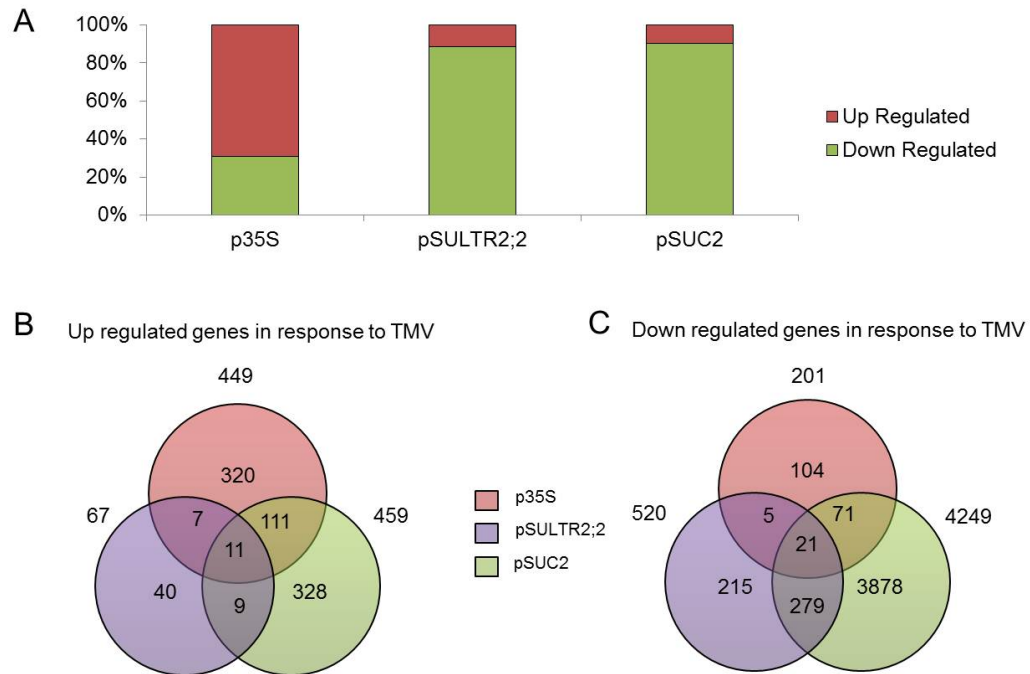 A
100%
80%
60%
40%
20%
0%
p35S
pSULTR2;2
pSUC2
Up Regulated
Down Regulated
B
Up regulated genes in response to TMV
449
320
67
7
111
459
11
40
9
328
p35S
pSULTR2;2
pSUC2
C
Down regulated genes in response to TMV
201
104
520
5
71
4249
21
215
279
3878